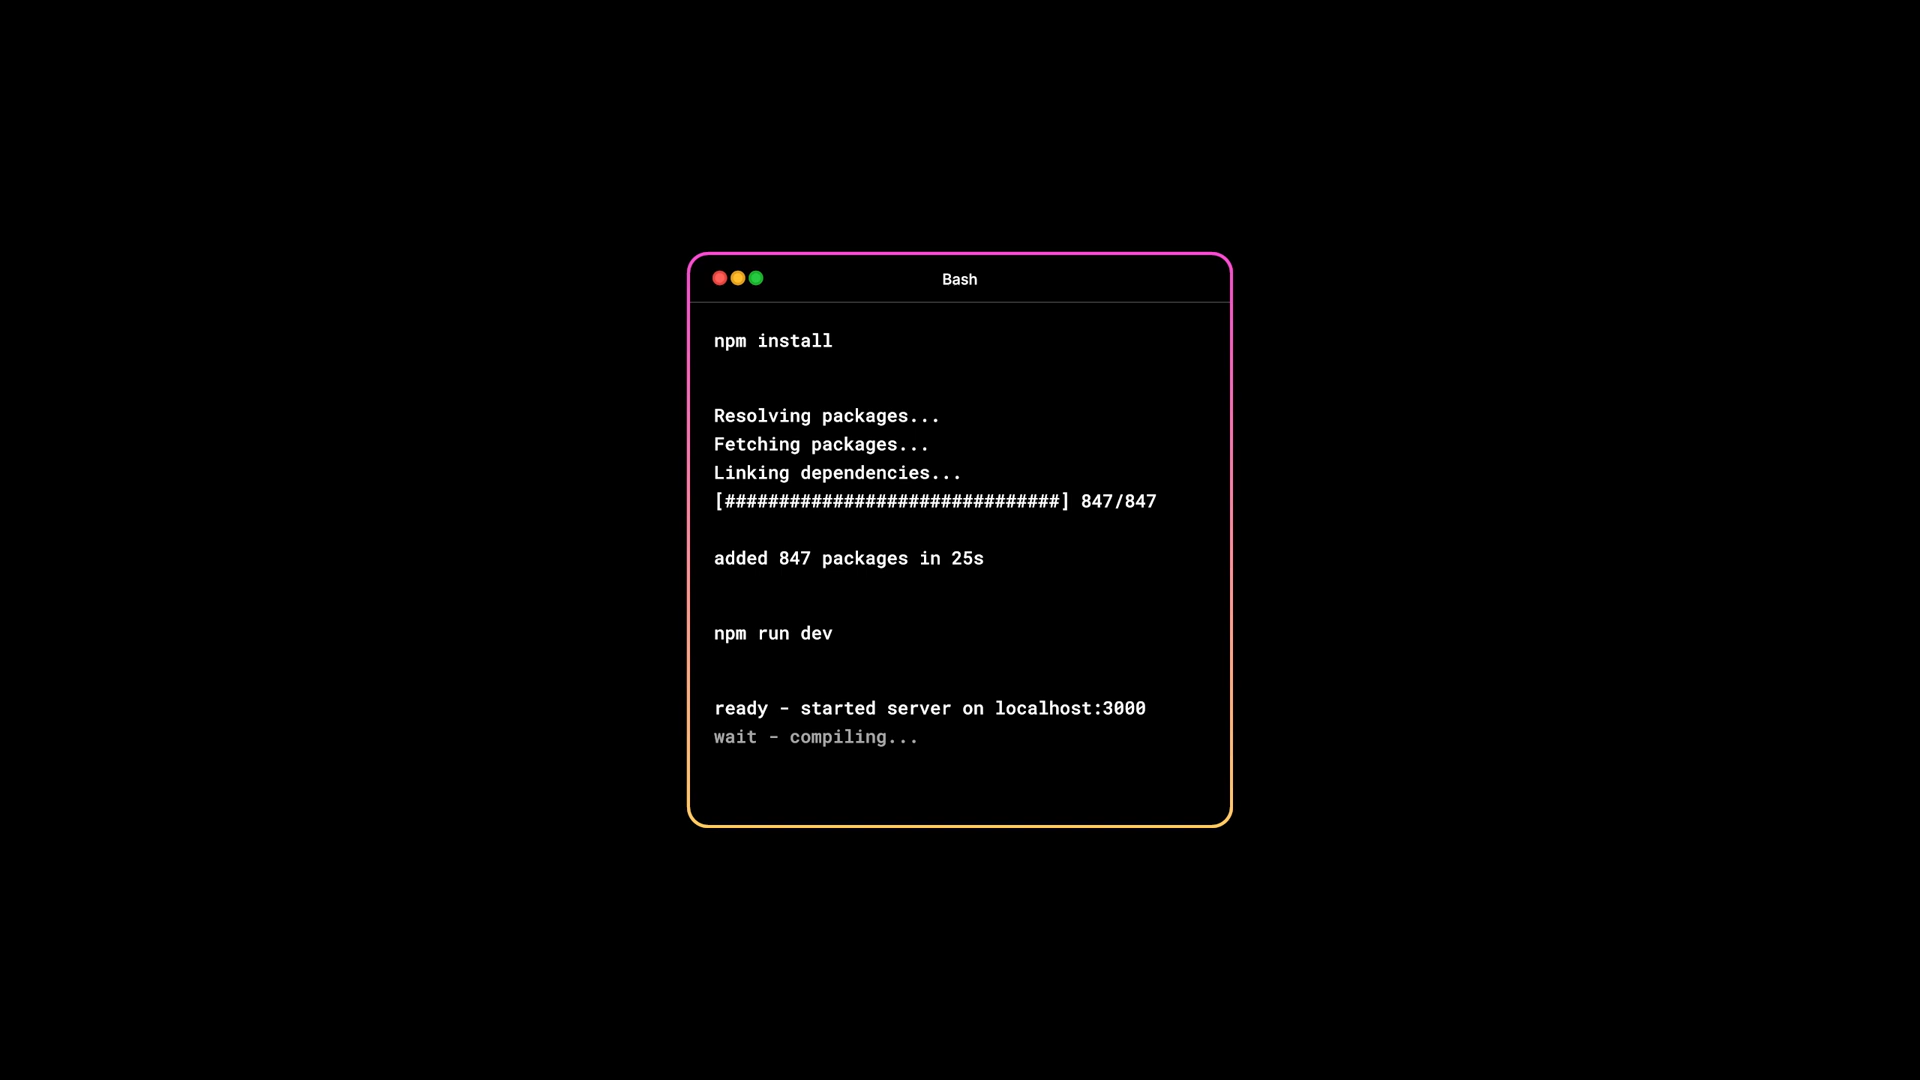 Bash
npm install
Resolving packages...
Fetching packages...
Linking dependencies...
[###############################] 847/847
added 847 packages in 25s
npm run dev
ready - started server on localhost:3000
wait - compiling...